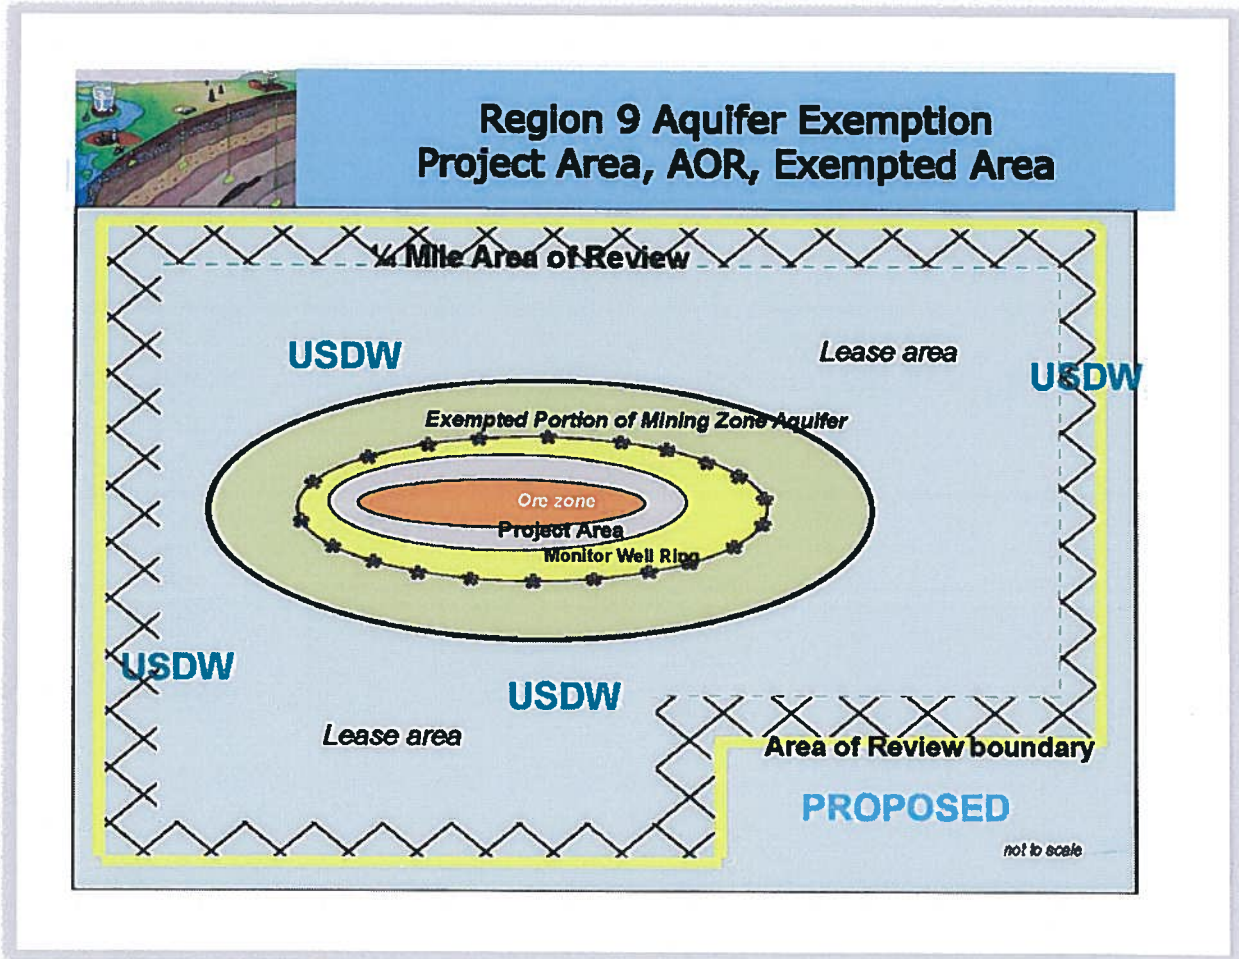 Region 9 Aquifer Exemption
Project Area, AOR, Exempted Area
¼ Mile Area of Review
USDW
Lease area
USDW
Exempted Portion of Mining Zone Aquifer
Ore zone
Project Area
Monitor Well Ring
USDW
USDW
Lease area
Area of Review boundary
PROPOSED
not to scale